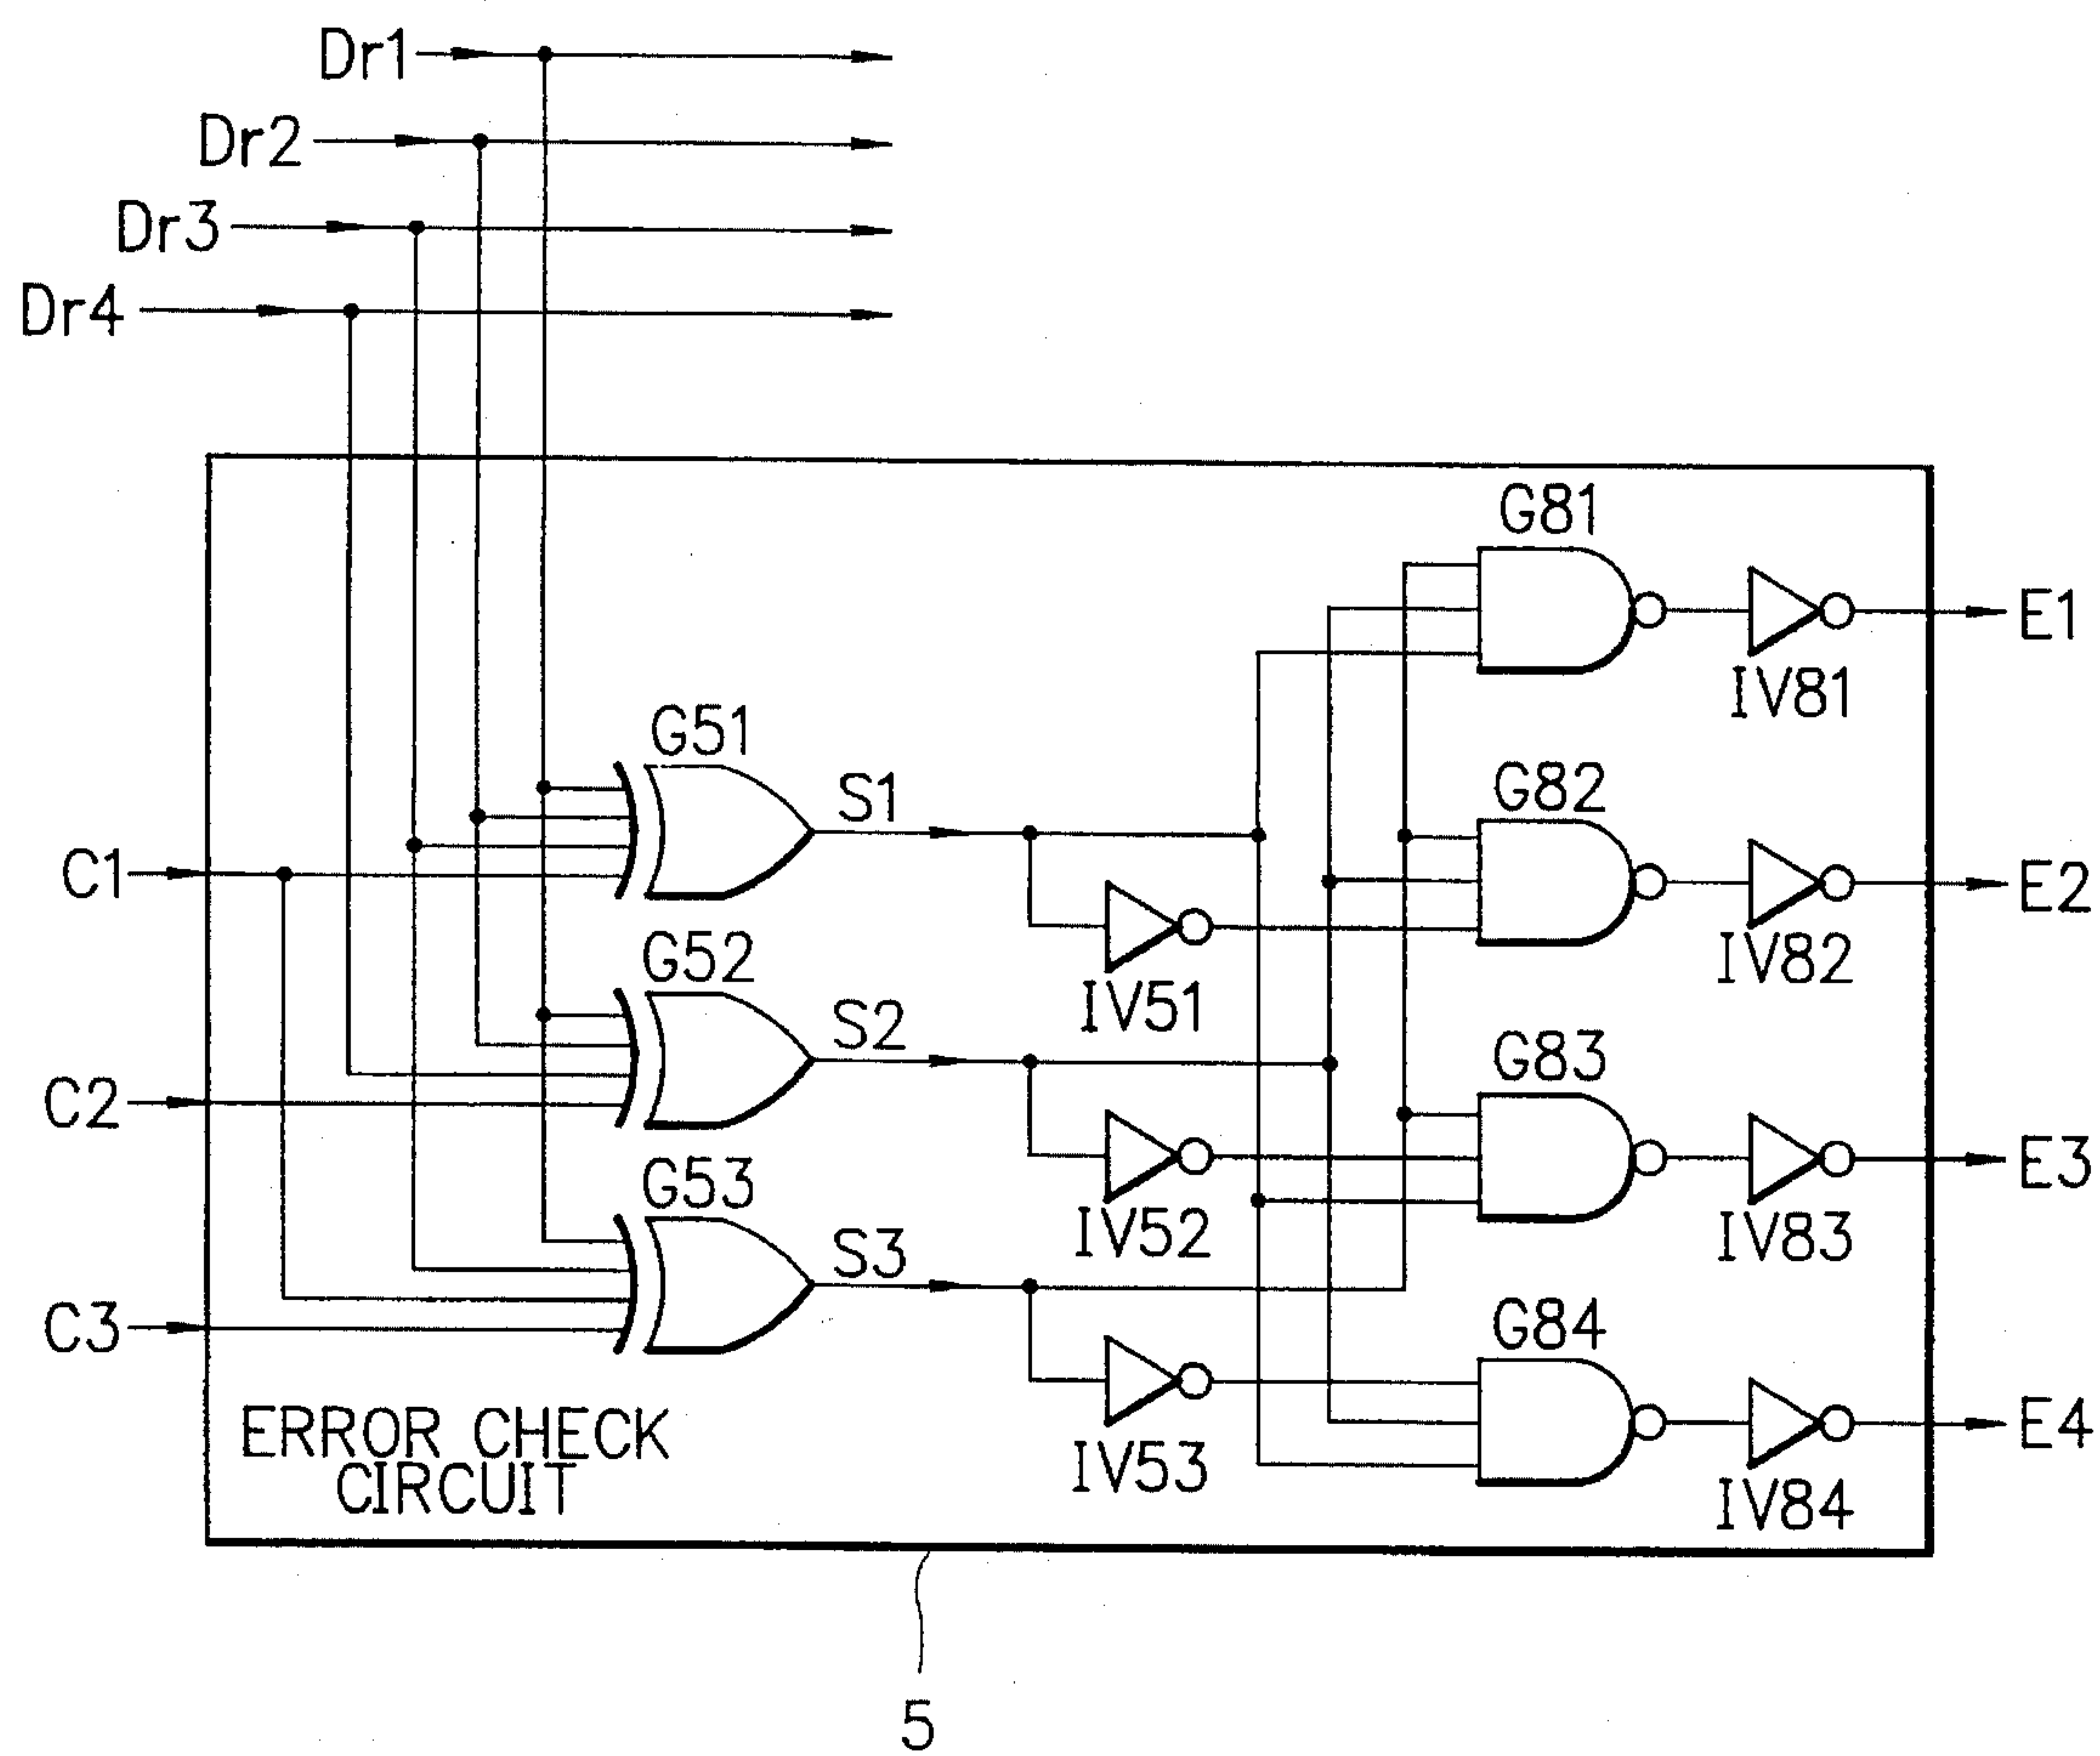 Dr1
Dr2
Dr3
Dr4
G81
E1
IV81
G51
S1
G82
C1
E2
IV82
G52
IV51
S2
G83
C2
E3
G53
IV52
IV83
S3
C3
G84
ERROR CHECK
CIRCUIT
E4
IV53
IV84
5